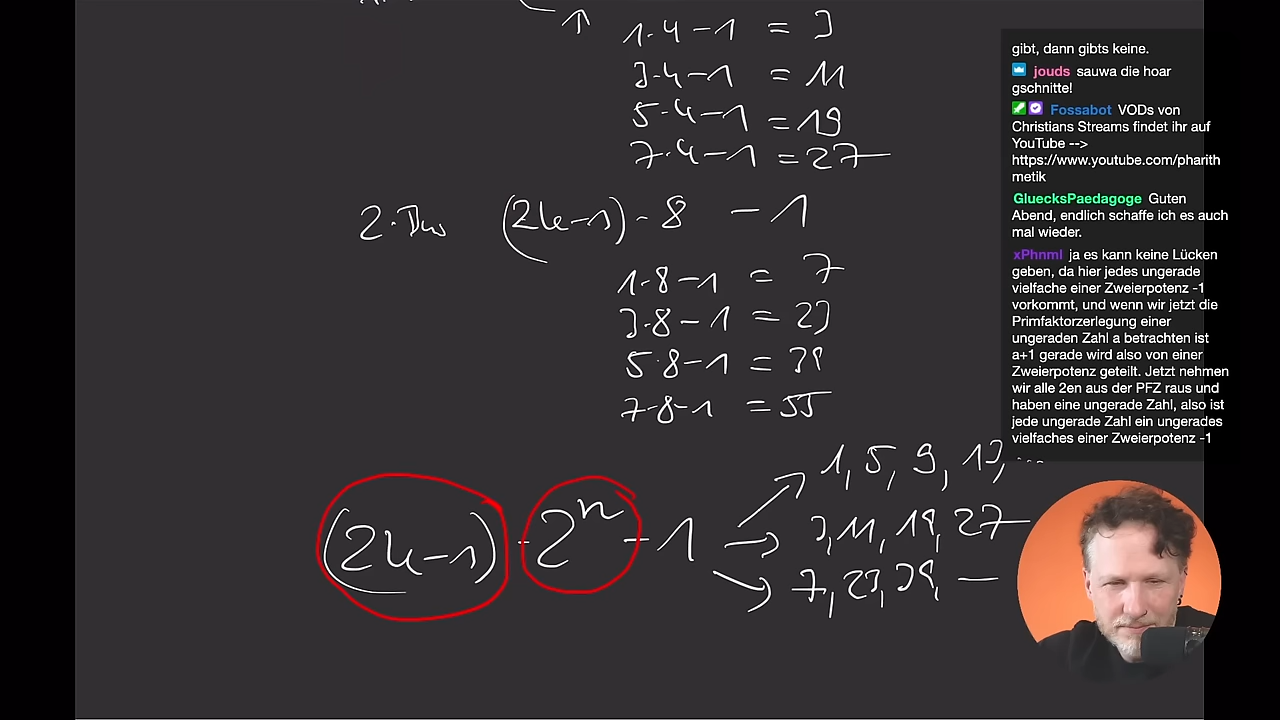 1·4-1 = 3
3·4-1 = 11
5·4-1 = 19
7·4-1 = 27
(2k-1)·8 -1
1·8-1 = 7
3·8-1 = 23
5·8-1 = 39
7·8-1 = 55
(2k-1)·2ⁿ-1
1, 5, 9, 13, ...
3, 11, 19, 27
7, 23, 39, —
gibt, dann gibts keine.
jouds sauwa die hoar
gschnitte!
Fossabot VODs von
Christians Streams findet ihr auf
YouTube -->
https://www.youtube.com/pharith
metik
GluecksPaedagoge Guten
Abend, endlich schaffe ich es auch
mal wieder.
xPhnml ja es kann keine Lücken
geben, da hier jedes ungerade
vielfache einer Zweierpotenz -1
vorkommt, und wenn wir jetzt die
Primfaktorzerlegung einer
ungeraden Zahl a betrachten ist
a+1 gerade wird also von einer
Zweierpotenz geteilt. Jetzt nehmen
wir alle 2en aus der PFZ raus und
haben eine ungerade Zahl, also ist
jede ungerade Zahl ein ungerades
vielfaches einer Zweierpotenz -1